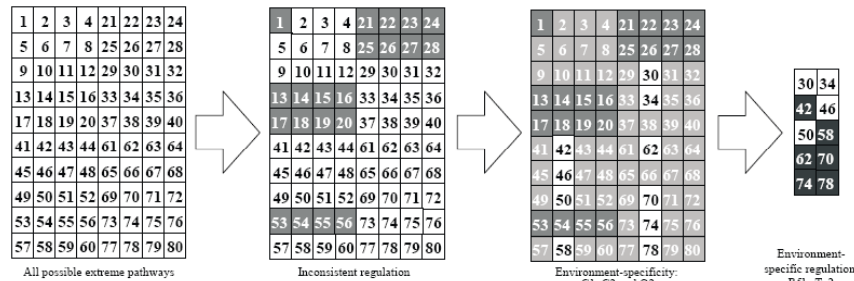 1 2 3 4 21 22 23 24
5 6 7 8 25 26 27 28
9 10 11 12 29 30 31 32
13 14 15 16 33 34 35 36
17 18 19 20 37 38 39 40
41 42 43 44 61 62 63 64
45 46 47 48 65 66 67 68
49 50 51 52 69 70 71 72
53 54 55 56 73 74 75 76
57 58 59 60 77 78 79 80
All possible extreme pathways
1 2 3 4 21 22 23 24
5 6 7 8 25 26 27 28
9 10 11 12 29 30 31 32
13 14 15 16 33 34 35 36
17 18 19 20 37 38 39 40
41 42 43 44 61 62 63 64
45 46 47 48 65 66 67 68
49 50 51 52 69 70 71 72
53 54 55 56 73 74 75 76
57 58 59 60 77 78 79 80
Inconsistent regulation
1 2 3 4 21 22 23 24
5 6 7 8 25 26 27 28
9 10 11 12 29 30 31 32
13 14 15 16 33 34 35 36
17 18 19 20 37 38 39 40
41 42 43 44 61 62 63 64
45 46 47 48 65 66 67 68
49 50 51 52 69 70 71 72
53 54 55 56 73 74 75 76
57 58 59 60 77 78 79 80
Environment-specificity:
30 34
42 46
50 58
62 70
74 78
Environment-
specific regulation